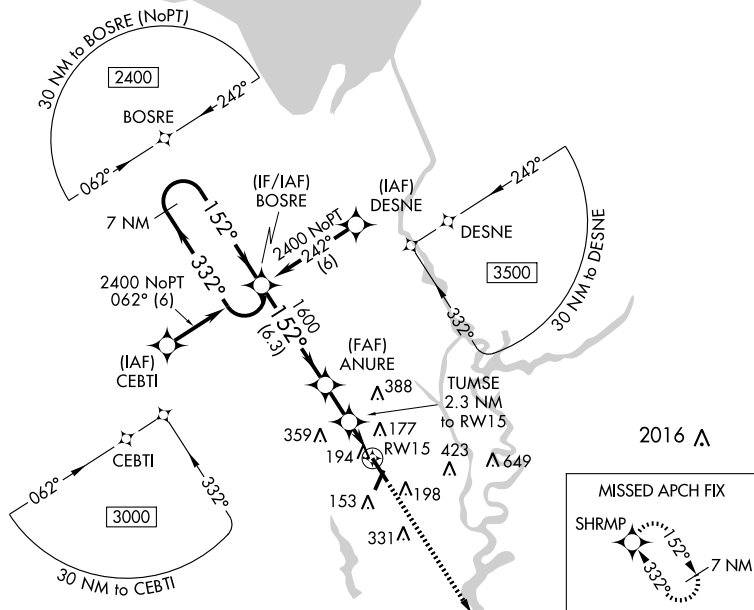 30 NM to BOSRE (NoPT)
2400
242°
BOSRE
062°
(IF/IAF)
BOSRE
(IAF)
DESNE
242°
DESNE
7 NM
152°
332°
2400 NoPT
242°
(6)
3500
30 NM to DESNE
332°
2400 NoPT
062° (6)
1600
152°
(6.3)
(IAF)
CEBTI
(FAF)
ANURE
388
TUMSE
2.3 NM
to RW15
359
177
194
RW15
423
649
2016
CEBTI
062°
332°
3000
30 NM to CEBTI
153
198
331
MISSED APCH FIX
SHRMP
152°
332°
7 NM